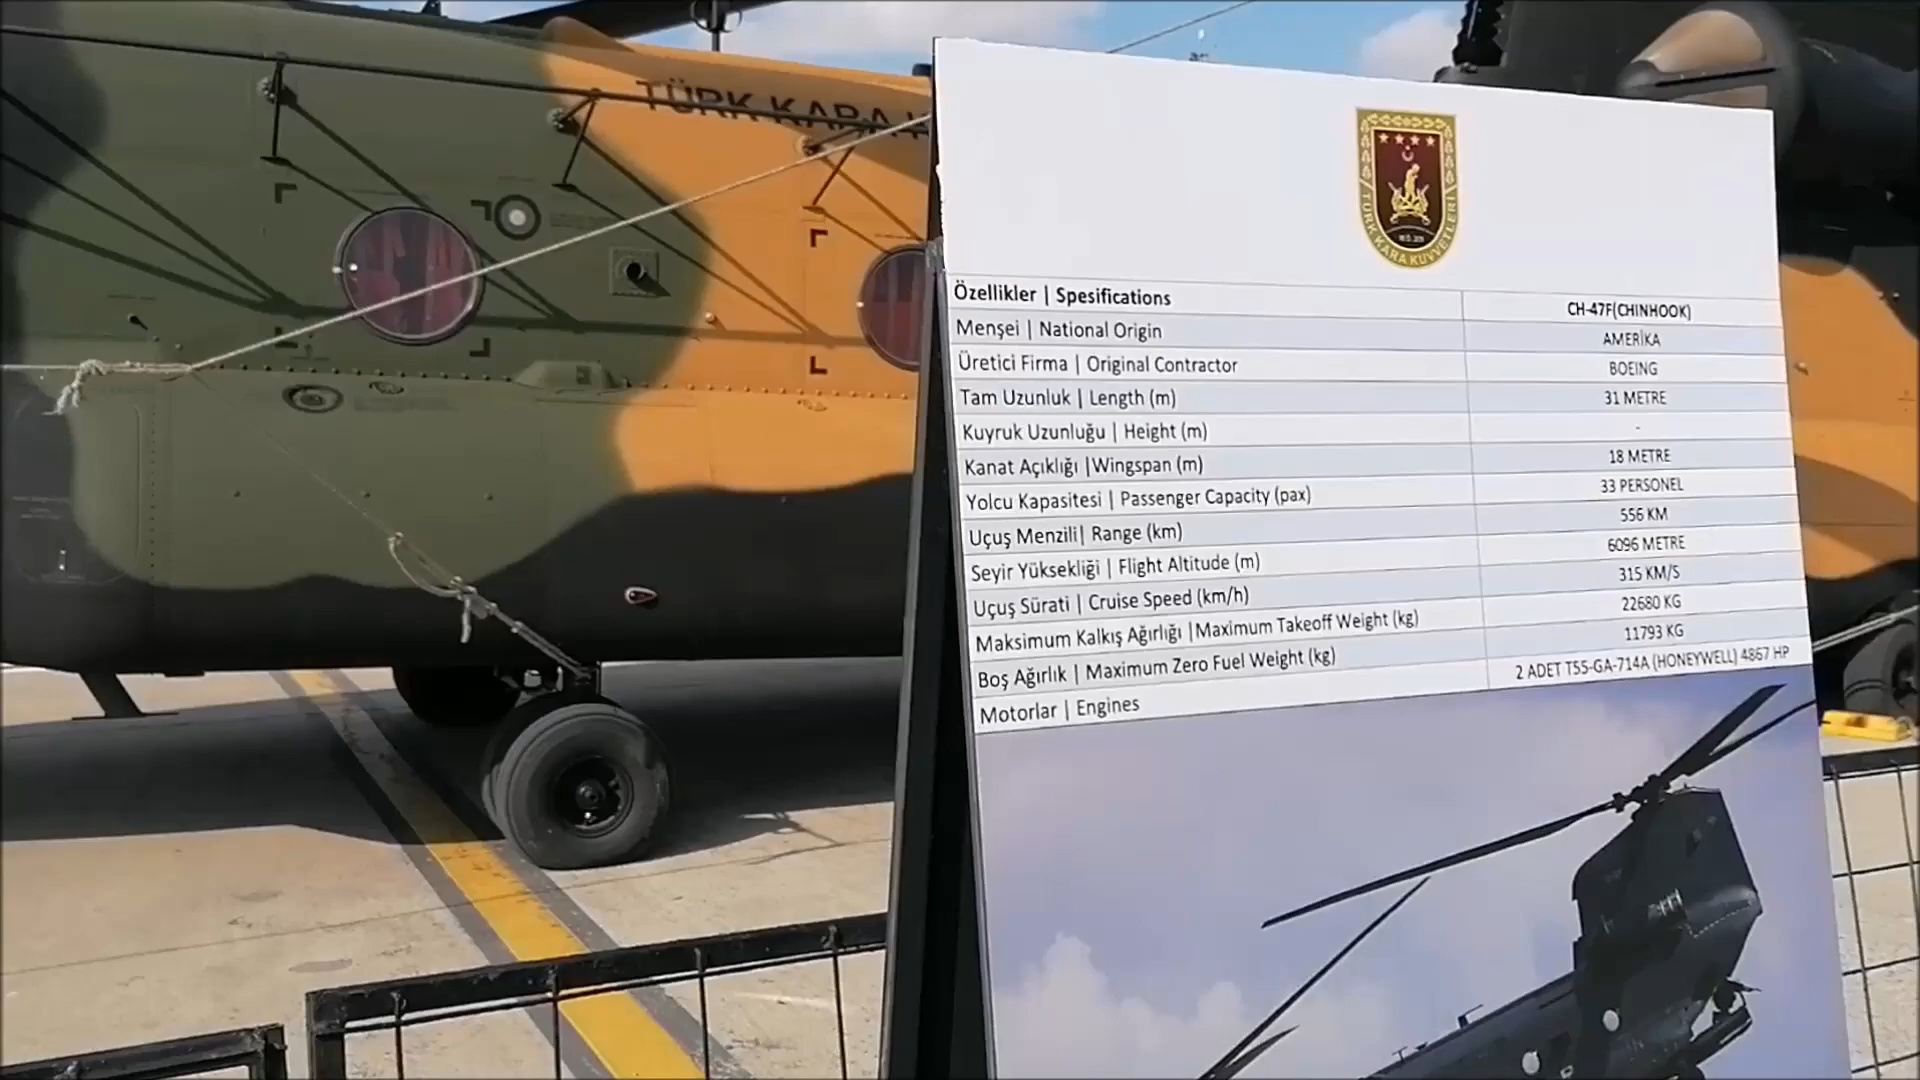 TÜRK KARA
TÜRK KARA KUVVETLERİ
Özellikler | Spesifications CH-47F(CHINHOOK)
Menşei | National Origin AMERİKA
Üretici Firma | Original Contractor BOEING
Tam Uzunluk | Length (m) 31 METRE
Kuyruk Uzunluğu | Height (m) -
Kanat Açıklığı |Wingspan (m) 18 METRE
Yolcu Kapasitesi | Passenger Capacity (pax) 33 PERSONEL
Uçuş Menzili| Range (km) 556 KM
Seyir Yüksekliği | Flight Altitude (m) 6096 METRE
Uçuş Sürati | Cruise Speed (km/h) 315 KM/S
Maksimum Kalkış Ağırlığı |Maximum Takeoff Weight (kg) 22680 KG
Boş Ağırlık | Maximum Zero Fuel Weight (kg) 11793 KG
Motorlar | Engines 2 ADET T55-GA-714A (HONEYWELL) 4867 HP